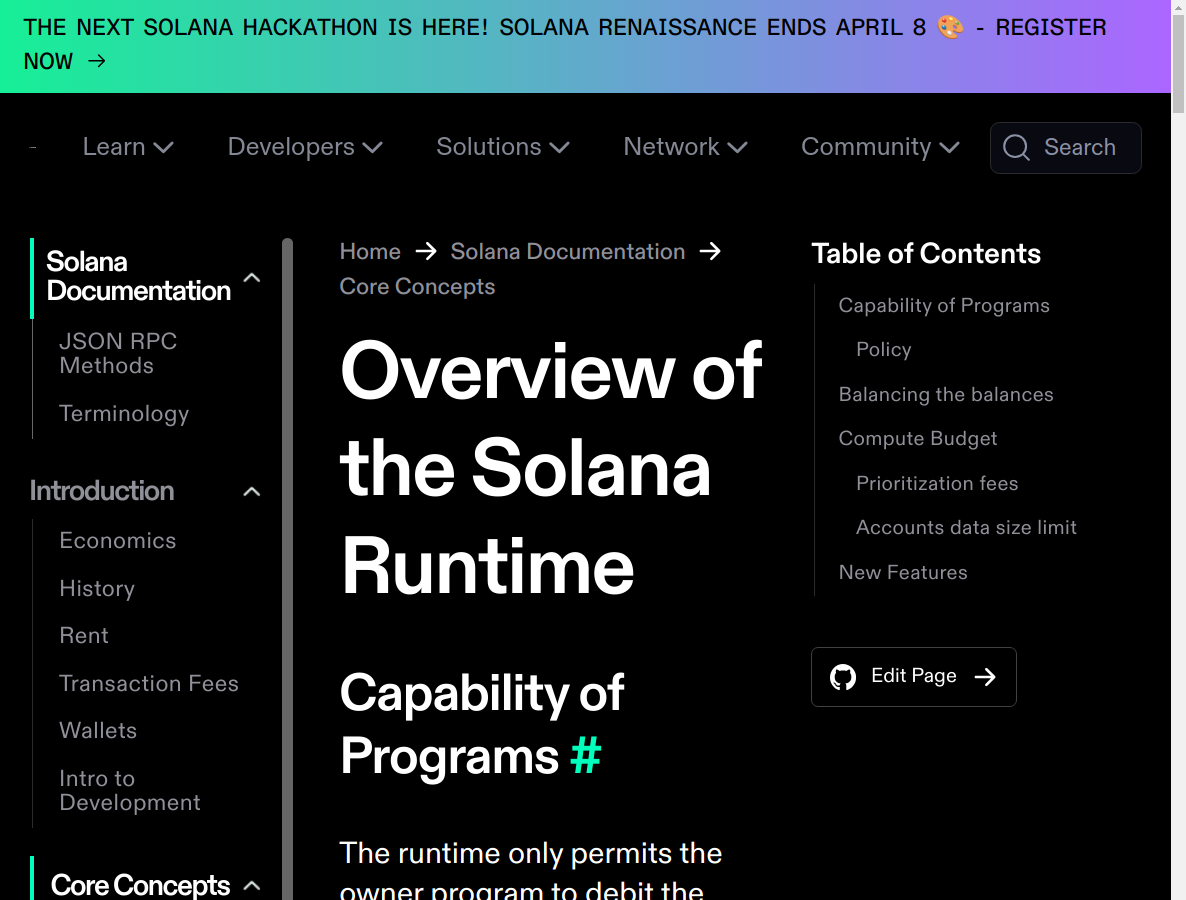 THE NEXT SOLANA HACKATHON IS HERE! SOLANA RENAISSANCE ENDS APRIL 8 🎨 - REGISTER
NOW →
Learn
Developers
Solutions
Network
Community
Search
Solana
Documentation
JSON RPC
Methods
Terminology
Introduction
Economics
History
Rent
Transaction Fees
Wallets
Intro to
Development
Core Concepts
Home → Solana Documentation →
Core Concepts
Overview of
the Solana
Runtime
Capability of
Programs #
The runtime only permits the
owner program to debit the
Table of Contents
Capability of Programs
Policy
Balancing the balances
Compute Budget
Prioritization fees
Accounts data size limit
New Features
Edit Page →